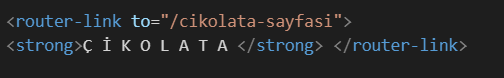 <router-link to="/cikolata-sayfasi">
<strong>Ç İ K O L A T A </strong> </router-link>